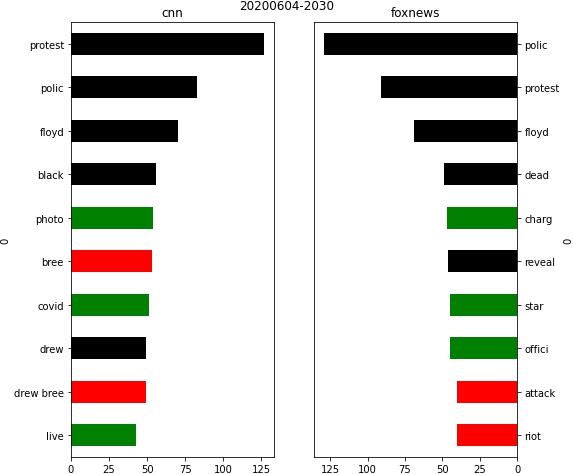 20200604-2030
cnn
protest
polic
floyd
black
photo
bree
covid
drew
drew bree
live
0
0 25 50 75 100 125
foxnews
polic
protest
floyd
dead
charg
reveal
star
offici
attack
riot
0
125 100 75 50 25 0